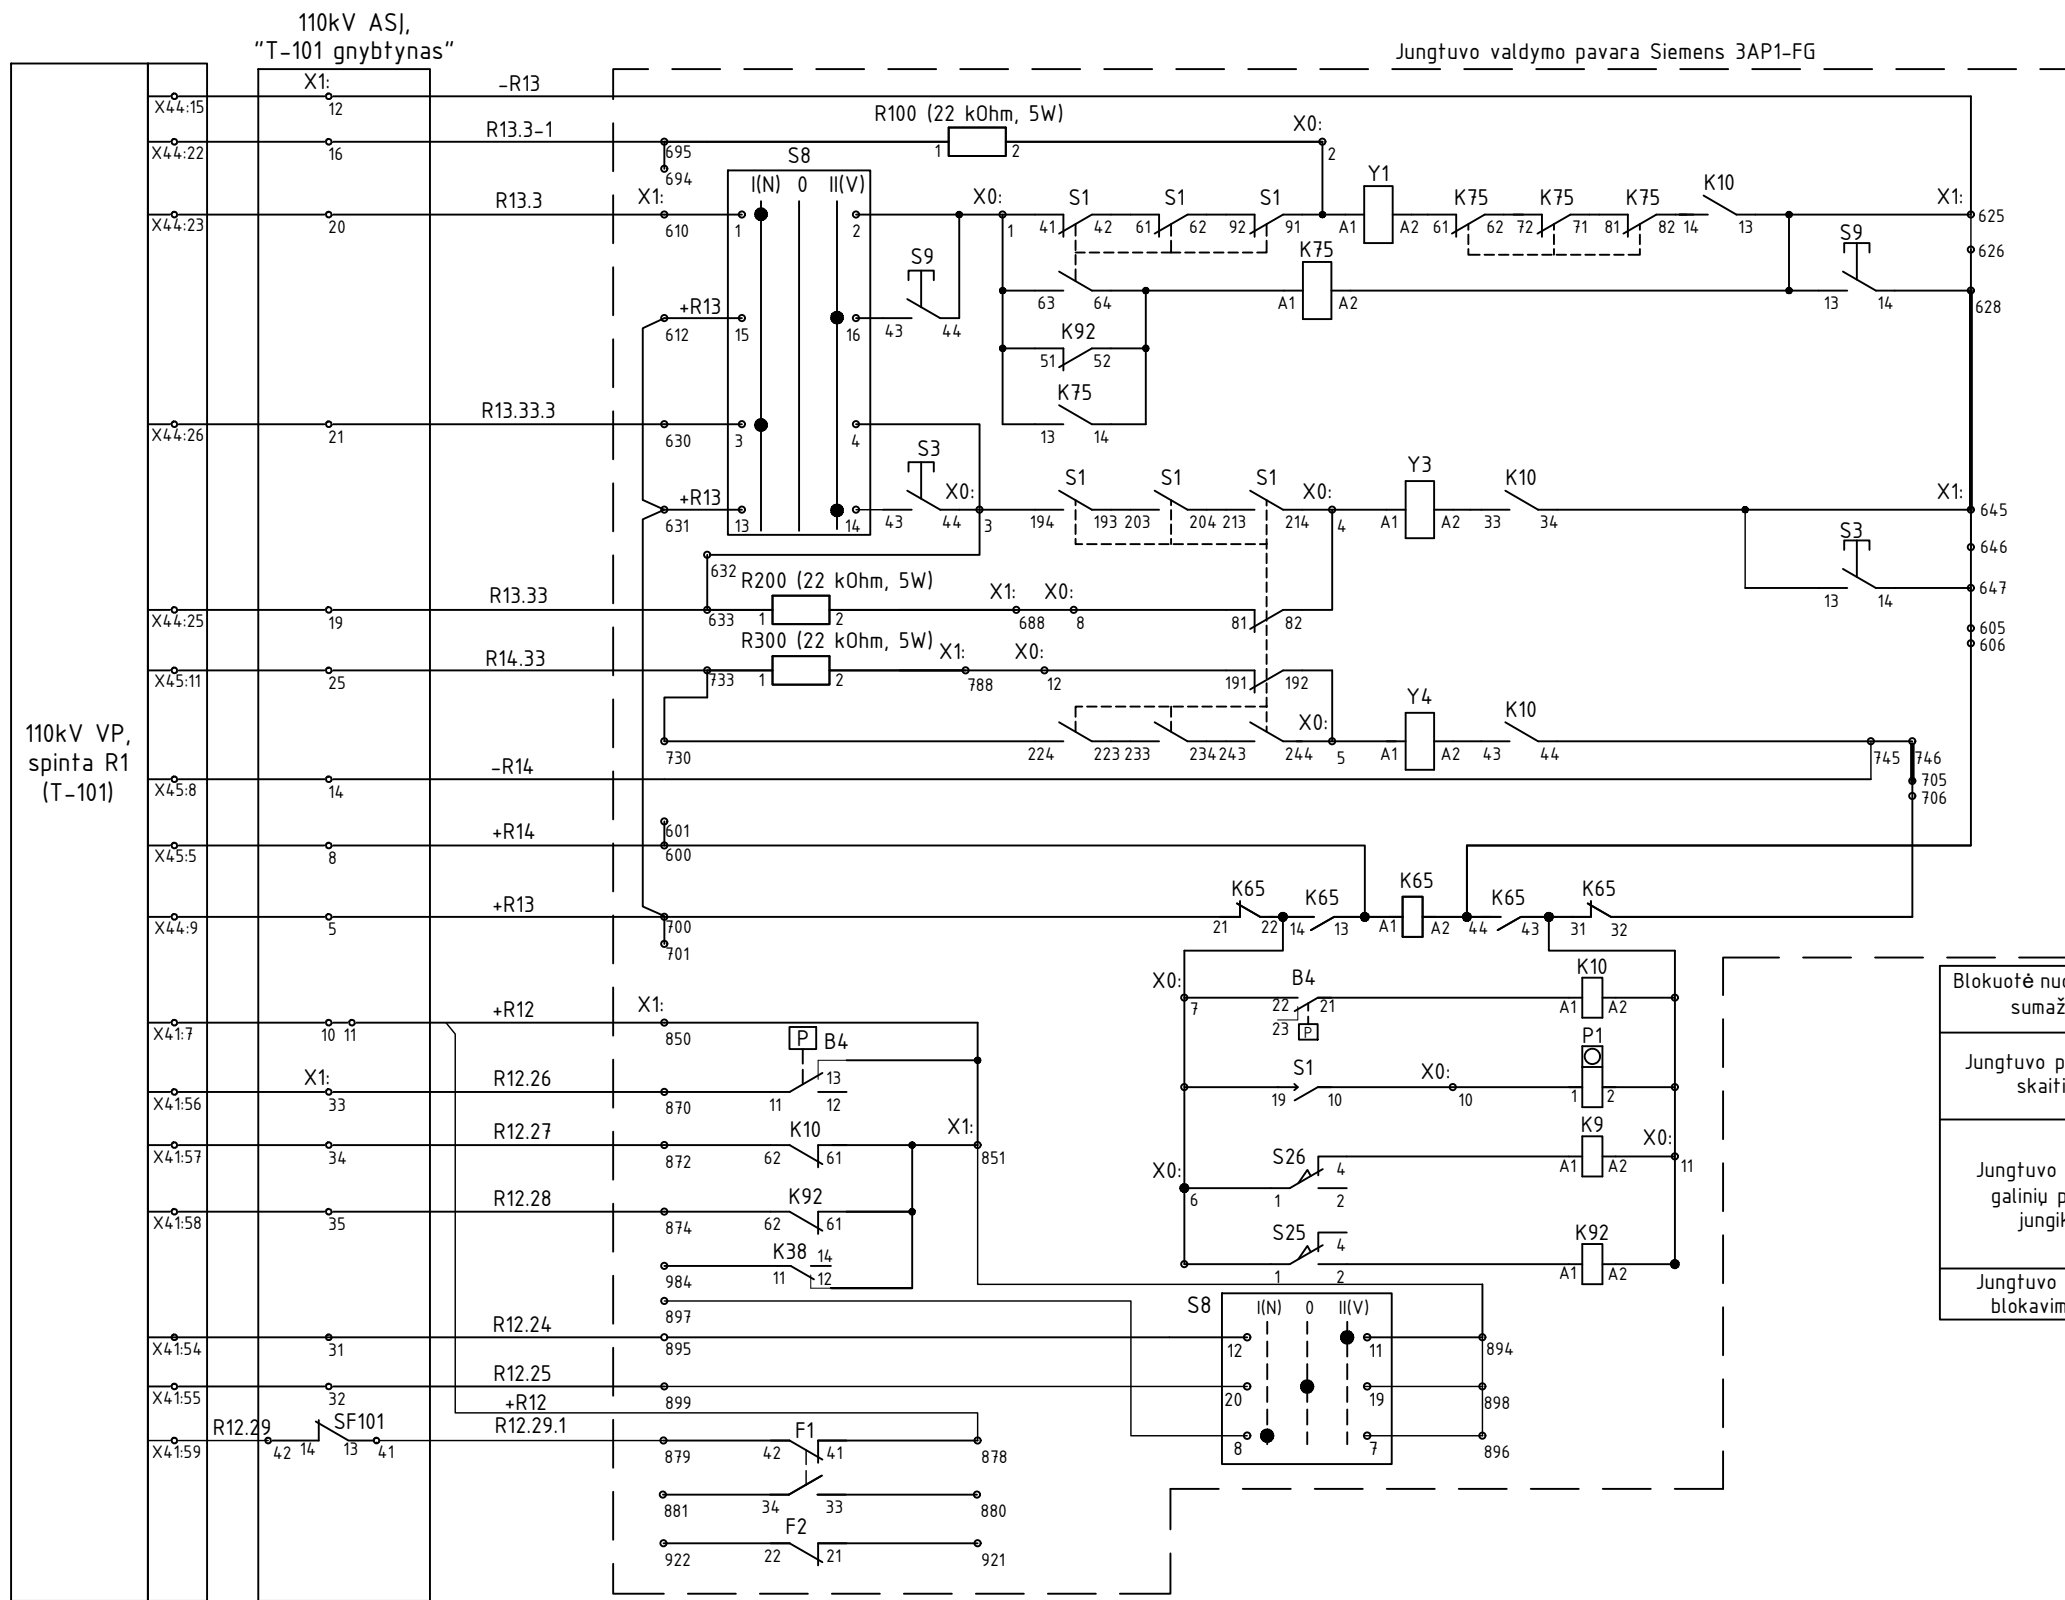 110kV ASĮ,
"T-101 gnybtynas"
Jungtuvo valdymo pavara Siemens 3AP1-FG
X44:15 X1: 12 -R13
X44:22 16 R13.3-1 695 694 R100 (22 kOhm, 5W) 1 2 X0: 2
S8 I(N) 0 II(V)
X44:23 20 R13.3 X1: 610 1 2 X0: 1 S1 41 42 S1 61 62 S1 92 91 Y1 A1 A2 K75 61 62 K75 72 71 K75 81 82 K10 14 13 X1: 625
626
S9 63 64 K75 A1 A2 S9 13 14 628
+R13 612 15 16 43 44 K92 51 52
K75 13 14
X44:26 21 R13.33.3 630 3 4
+R13 631 13 14 S3 43 44 X0: 3 S1 194 193 S1 203 204 S1 213 214 X0: 4 Y3 A1 A2 K10 33 34 X1: 645
646
S3 13 14 647
632
X44:25 19 R13.33 633 R200 (22 kOhm, 5W) 1 2 X1: 688 X0: 8 81 82 605
606
X45:11 25 R14.33 733 R300 (22 kOhm, 5W) 1 2 X1: 788 X0: 12 191 192
730 224 223 233 234 243 244 X0: 5 Y4 A1 A2 K10 43 44 745 746
705
706
110kV VP,
spinta R1
(T-101)
X45:8 14 -R14
X45:5 8 +R14 601 600
X44:9 5 +R13 700 701 K65 21 22 K65 14 13 K65 A1 A2 K65 44 43 K65 31 32
X0: 7 B4 22 21 23 P K10 A1 A2
X41:7 10 11 +R12 X1: 850
X41:56 X1: 33 R12.26 870 P B4 11 13 12
S1 19 10 X0: 10 P1 1 2
X41:57 34 R12.27 872 K10 62 61 X1: 851
X0: 6 S26 1 4 2 K9 A1 A2 X0: 11
X41:58 35 R12.28 874 K92 62 61
984 K38 11 14 12
S25 1 4 2 K92 A1 A2
897
S8 I(N) 0 II(V)
X41:54 31 R12.24 895 12 11 894
X41:55 32 R12.25 899 20 19 898
+R12
X41:59 R12.29 42 14 SF101 13 41 R12.29.1 879 F1 42 41 878 8 7 896
881 34 33 880
922 F2 22 21 921
Blokuotė
Jungtuvo
Jungtuvo
galinių
Jungtuvo